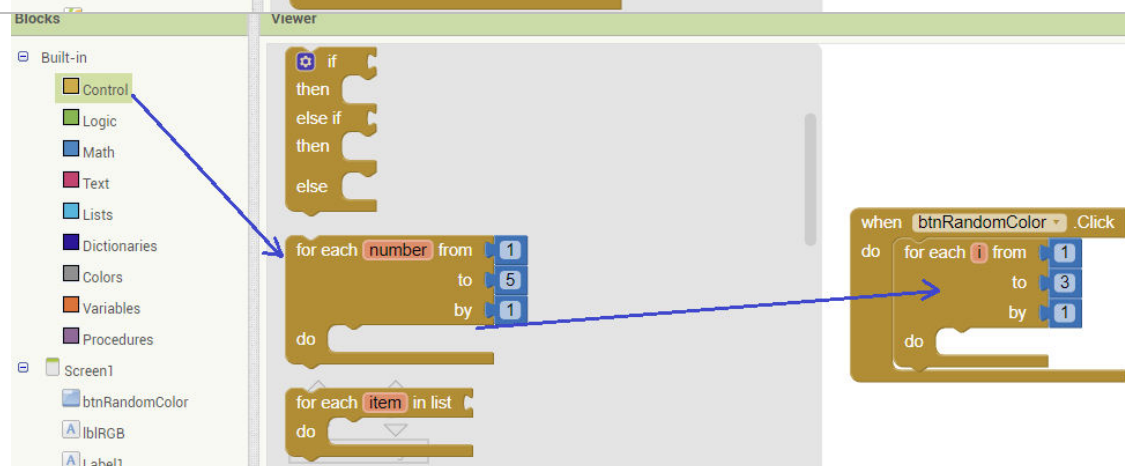 Blocks
Viewer
Built-in
Control
Logic
Math
Text
Lists
Dictionaries
Colors
Variables
Procedures
Screen1
btnRandomColor
lblRGB
Label1
if
then
else if
then
else
for each number from 1
to 5
by 1
do
for each item in list
do
when btnRandomColor .Click
do for each i from 1
to 3
by 1
do